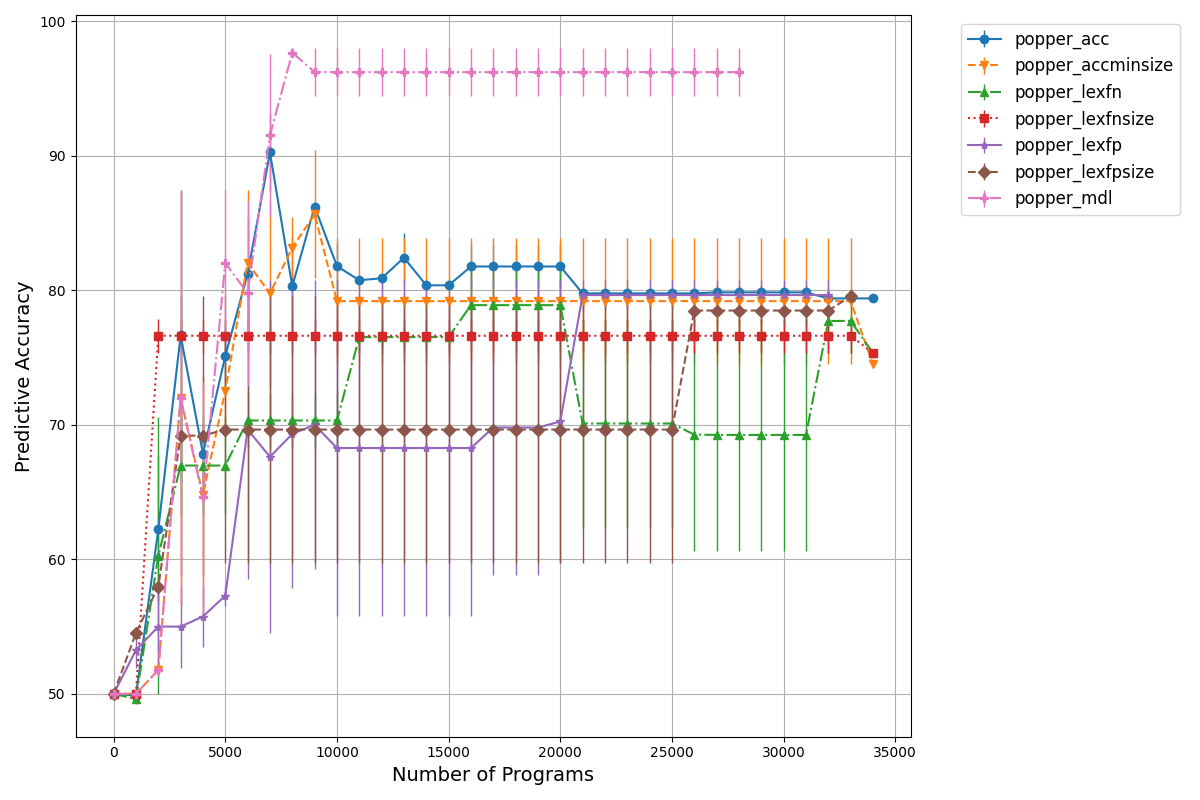 100
90
80
70
60
50
Predictive Accuracy
0
5000
10000
15000
20000
25000
30000
35000
Number of Programs
popper_acc
popper_accminsize
popper_lexfn
popper_lexfnsize
popper_lexfp
popper_lexfpsize
popper_mdl